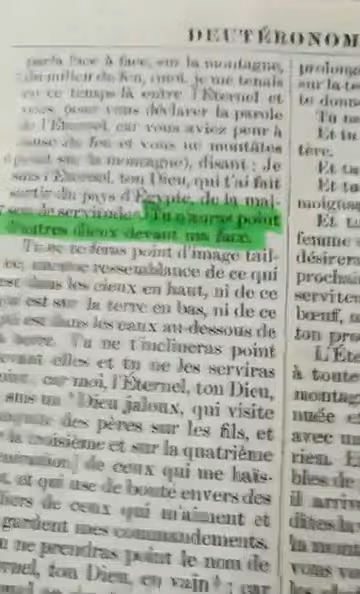 DEUTÉRONOM
parla face à face, sur la montagne,
du milieu du feu, (moi, je me tenais
en ce temps-là entre l'Éternel et
vous, pour vous déclarer la parole
de l'Éternel, car vous aviez peur à
cause du feu et vous ne montâtes
point sur la montagne), disant : Je
suis l'Éternel, ton Dieu, qui t'ai fait
sortir du pays d'Égypte, de la mai-
son de servitude. Tu n'auras point
d'autres dieux devant ma face.
Tu ne te feras point d'image tail-
ressemblance de ce qui
est dans les cieux en haut, ni de ce
qui est sur la terre en bas, ni de ce
qui est dans les eaux au-dessous de
la terre. Tu ne t'inclineras point
devant elles et tu ne les serviras
point, car moi, l'Éternel, ton Dieu,
suis un Dieu jaloux, qui visite
des pères sur les fils, et
la troisième et sur la quatrième
génération] de ceux qui me haïs-
et qui use de bonté envers des
milliers de ceux qui m'aiment et
gardent mes commandements.
Tu ne prendras point le nom de
l'Éternel, ton Dieu, en vain ; car
prolong
sur la te
te donn
Tu ne
Et tu
tère.
Et tu
Et tu
moignag
Et tu
femme
désirera
prochai
servite
bœuf, n
ton pro
L'Éte
à toute
montag
nuée et
avec un
rien. E
bles de
il arriv
dites la
la mon
vous v